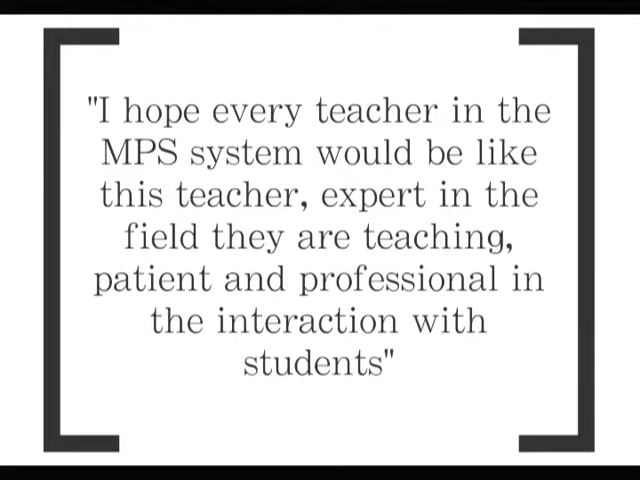 "I hope every teacher in the
MPS system would be like
this teacher, expert in the
field they are teaching,
patient and professional in
the interaction with
students"